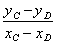 y_C − y_D
x_C − x_D